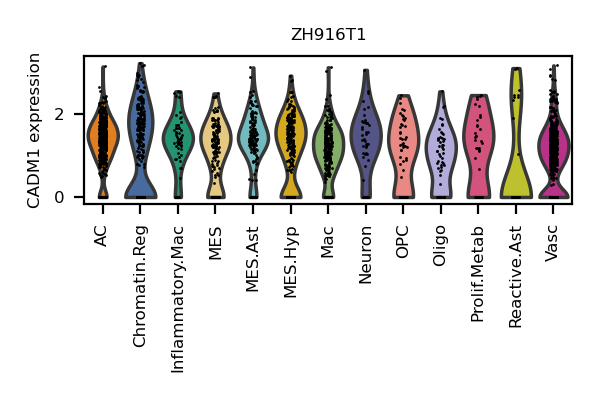 ZH916T1
CADM1 expression
2
0
AC
Chromatin.Reg
Inflammatory.Mac
MES
MES.Ast
MES.Hyp
Mac
Neuron
OPC
Oligo
Prolif.Metab
Reactive.Ast
Vasc